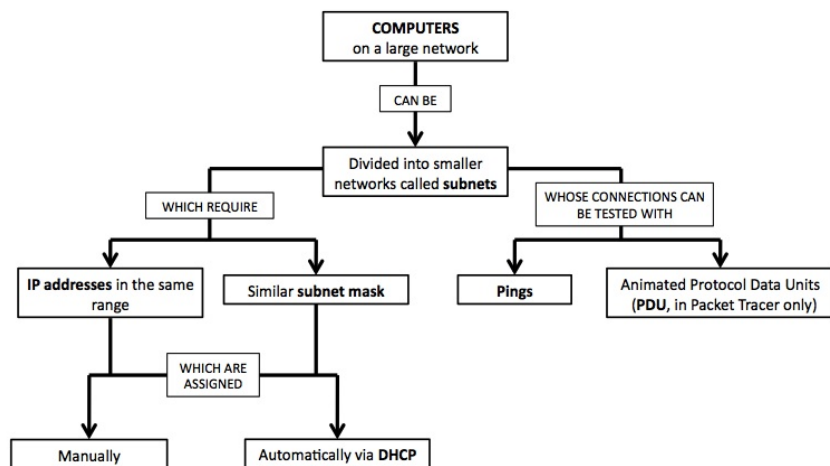 COMPUTERS
on a large network
CAN BE
Divided into smaller
networks called subnets
WHICH REQUIRE
WHOSE CONNECTIONS CAN
BE TESTED WITH
IP addresses in the same
range
Similar subnet mask
Pings
Animated Protocol Data Units
(PDU, in Packet Tracer only)
WHICH ARE
ASSIGNED
Manually
Automatically via DHCP